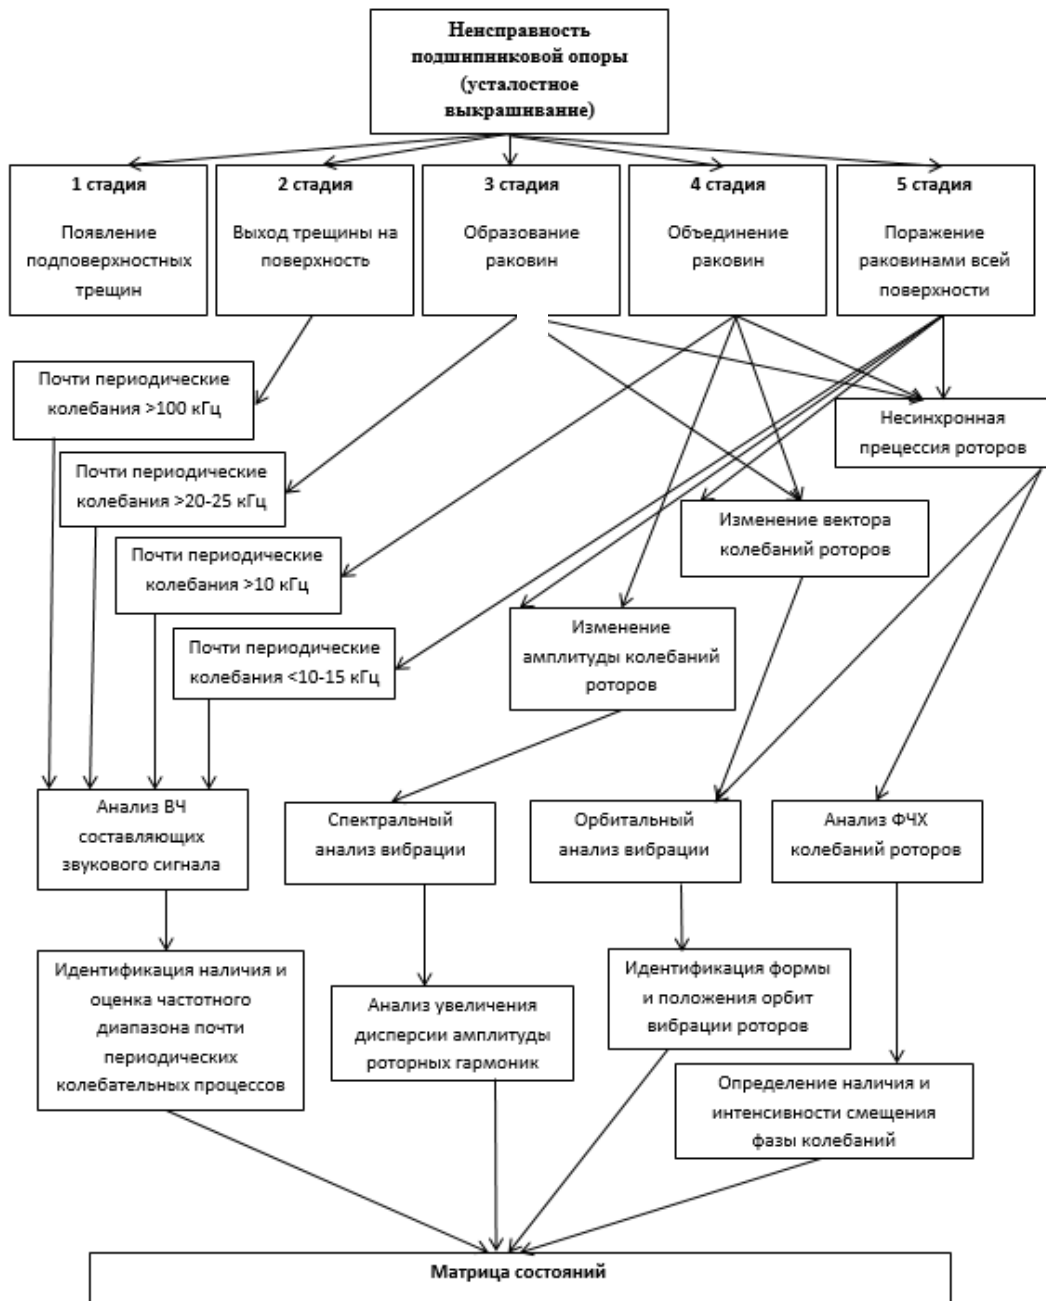 Неисправность
подшипниковой опоры
(усталостное
выкрашивание)
1 стадия
Появление
подповерхностных
трещин
2 стадия
Выход трещины на
поверхность
3 стадия
Образование
раковин
4 стадия
Объединение
раковин
5 стадия
Поражение
раковинами всей
поверхности
Почти периодические
колебания >100 кГц
Несинхронная
прецессия роторов
Почти периодические
колебания >20-25 кГц
Изменение вектора
колебаний роторов
Почти периодические
колебания >10 кГц
Изменение
амплитуды колебаний
роторов
Почти периодические
колебания <10-15 кГц
Анализ ВЧ
составляющих
звукового сигнала
Спектральный
анализ вибрации
Орбитальный
анализ вибрации
Анализ ФЧХ
колебаний роторов
Идентификация наличия и
оценка частотного
диапазона почти
периодических
колебательных процессов
Анализ увеличения
дисперсии амплитуды
роторных гармоник
Идентификация формы
и положения орбит
вибрации роторов
Определение наличия и
интенсивности смещения
фазы колебаний
Матрица состояний